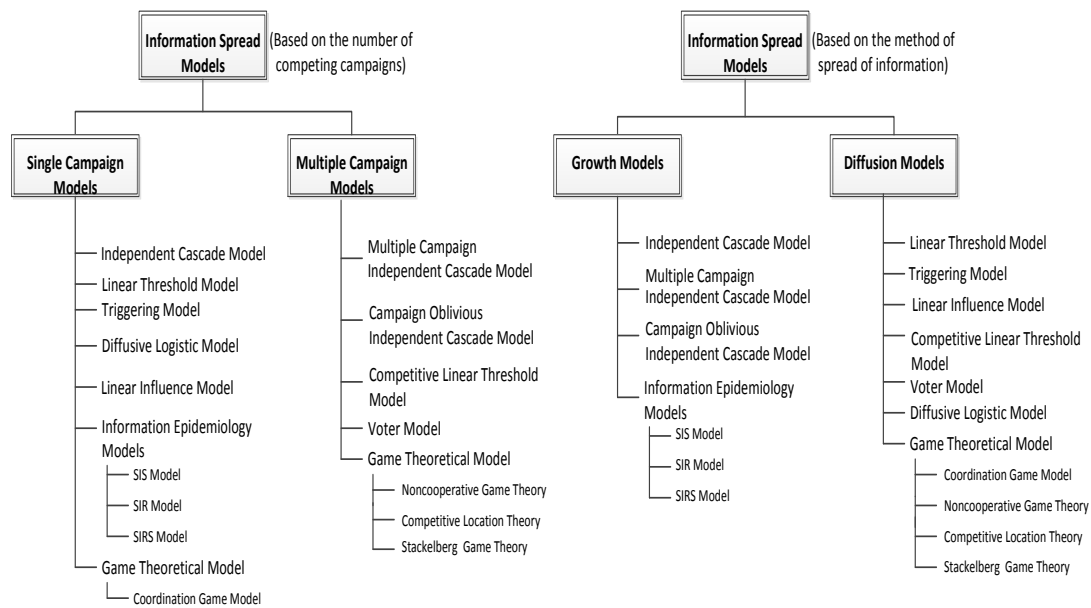 Information Spread
Models
(Based on the number of
competing campaigns)
Single Campaign
Models
Independent Cascade Model
Linear Threshold Model
Triggering Model
Diffusive Logistic Model
Linear Influence Model
Information Epidemiology
Models
SIS Model
SIR Model
SIRS Model
Game Theoretical Model
Coordination Game Model
Multiple Campaign
Models
Multiple Campaign
Independent Cascade Model
Campaign Oblivious
Independent Cascade Model
Competitive Linear Threshold
Model
Voter Model
Game Theoretical Model
Noncooperative Game Theory
Competitive Location Theory
Stackelberg Game Theory
Information Spread
Models
(Based on the method of
spread of information)
Growth Models
Independent Cascade Model
Multiple Campaign
Independent Cascade Model
Campaign Oblivious
Independent Cascade Model
Information Epidemiology
Models
SIS Model
SIR Model
SIRS Model
Diffusion Models
Linear Threshold Model
Triggering Model
Linear Influence Model
Competitive Linear Threshold
Model
Voter Model
Diffusive Logistic Model
Game Theoretical Model
Coordination Game Model
Noncooperative Game Theory
Competitive Location Theory
Stackelberg Game Theory